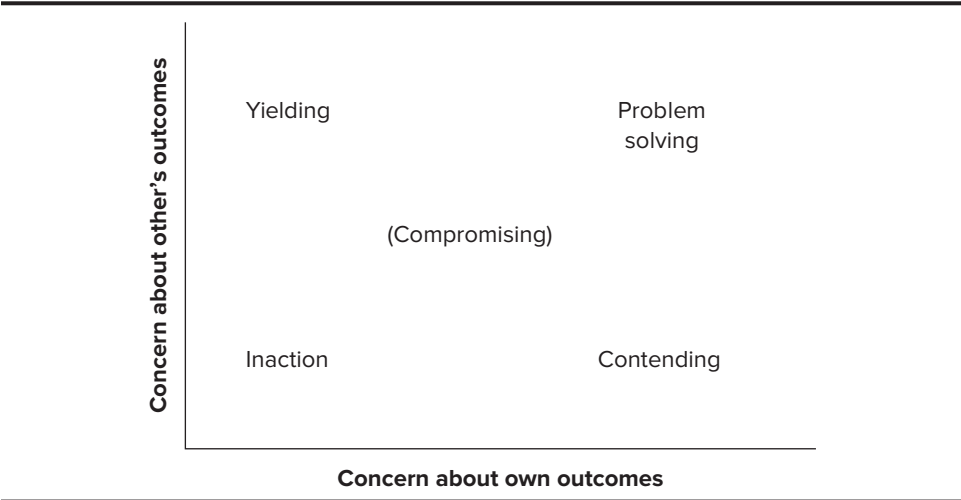 Concern about other's outcomes
Yielding
Problem
solving
(Compromising)
Inaction
Contending
Concern about own outcomes